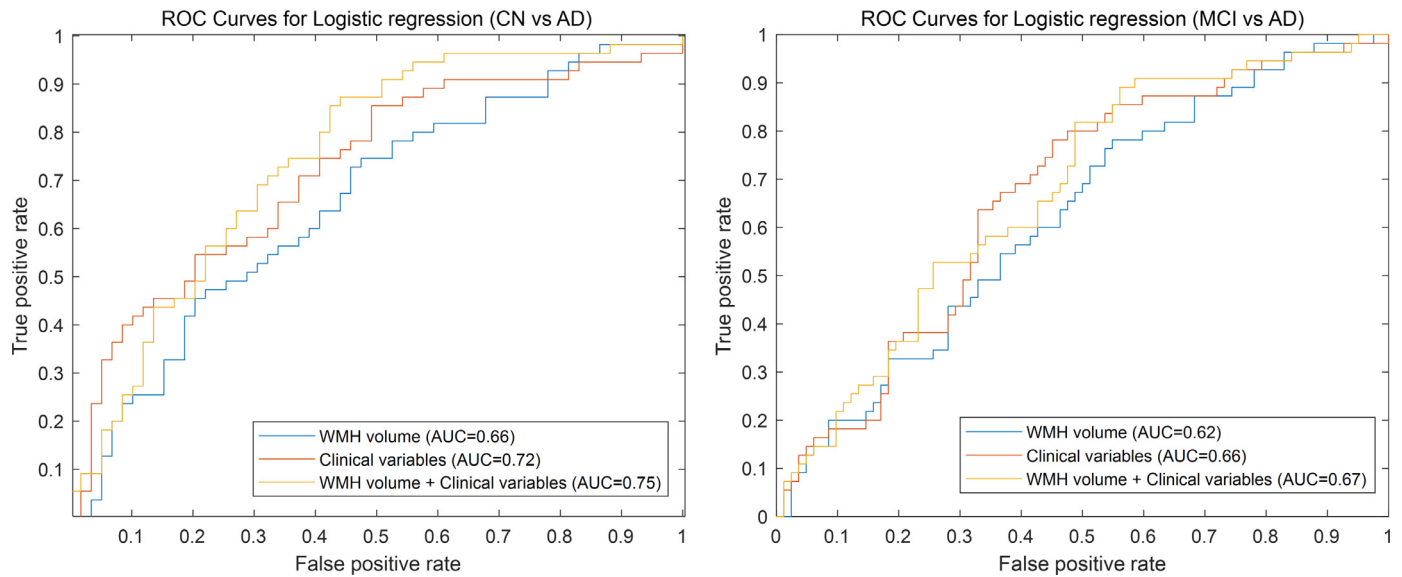 ROC Curves for Logistic regression (CN vs AD)
1
0.9
0.8
0.7
0.6
0.5
0.4
0.3
0.2
0.1
True positive rate
WMH volume (AUC=0.66)
Clinical variables (AUC=0.72)
WMH volume + Clinical variables (AUC=0.75)
0.1 0.2 0.3 0.4 0.5 0.6 0.7 0.8 0.9 1
False positive rate
ROC Curves for Logistic regression (MCI vs AD)
1
0.9
0.8
0.7
0.6
0.5
0.4
0.3
0.2
0.1
0
True positive rate
WMH volume (AUC=0.62)
Clinical variables (AUC=0.66)
WMH volume + Clinical variables (AUC=0.67)
0 0.1 0.2 0.3 0.4 0.5 0.6 0.7 0.8 0.9 1
False positive rate